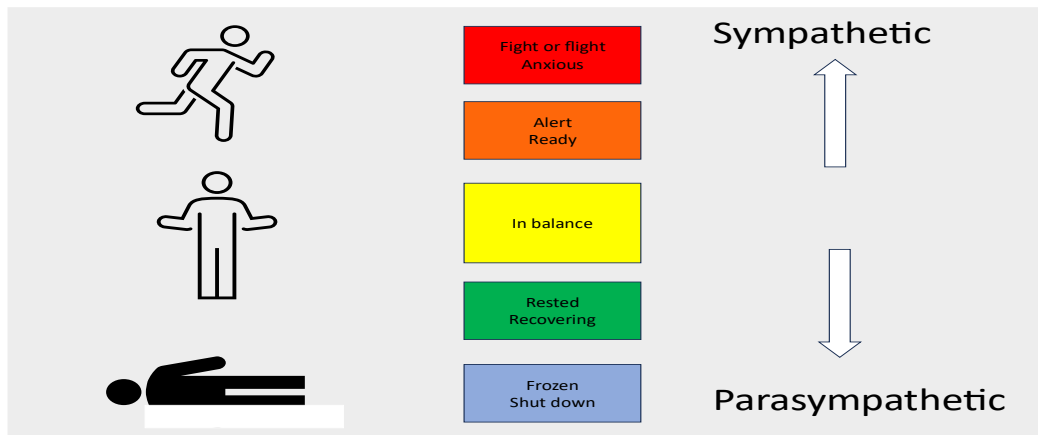 Sympathetic
Fight or flight
Anxious
Alert
Ready
In balance
Rested
Recovering
Frozen
Shut down
Parasympathetic